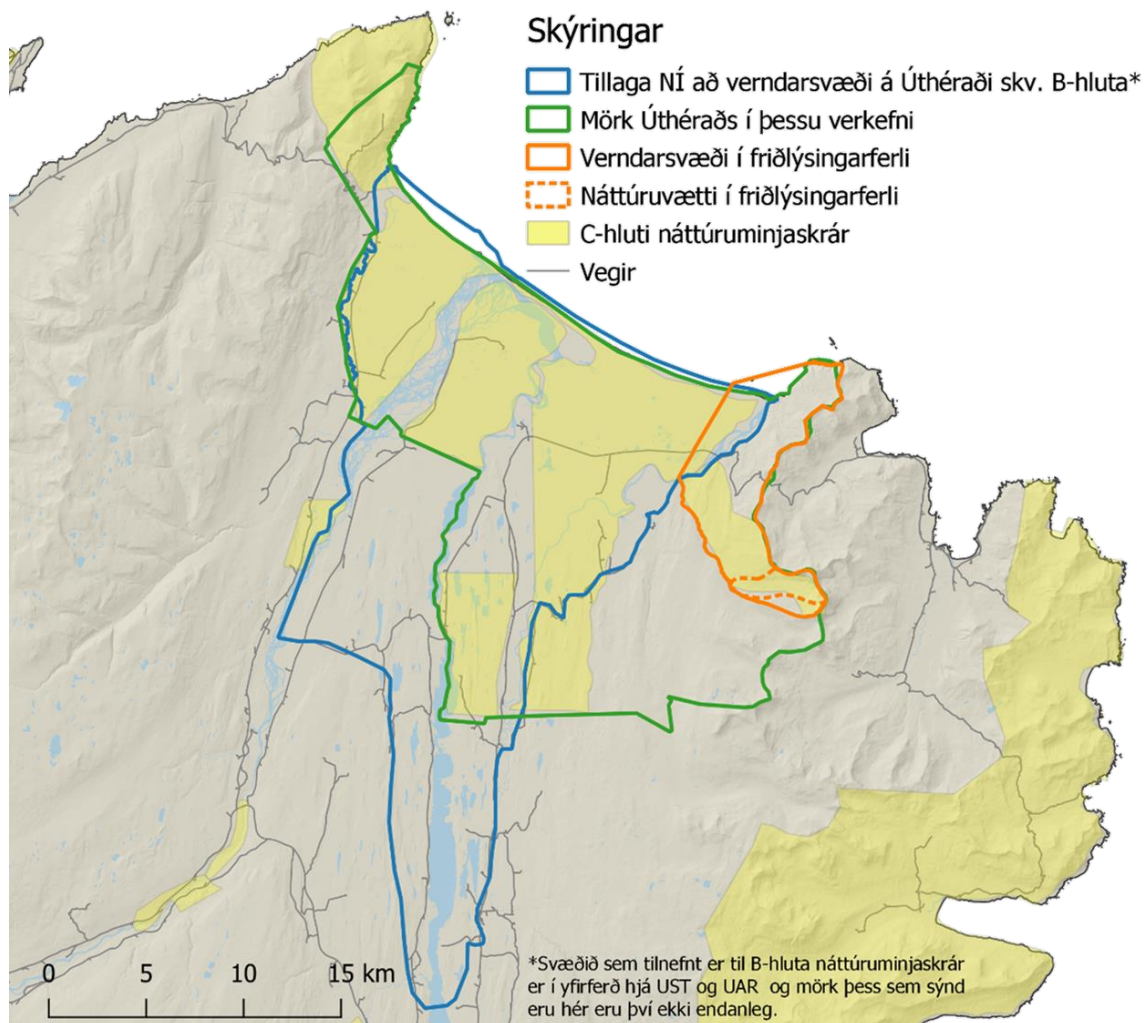 Skýringar
Tillaga NÍ að verndarsvæði á Úthéraði skv. B-hluta*
Mörk Úthéraðs í þessu verkefni
Verndarsvæði í friðlýsingarferli
Náttúruvætti í friðlýsingarferli
C-hluti náttúruminjaskrár
Vegir
0 5 10 15 km
*Svæðið sem tilnefnt er til B-hluta náttúruminjaskrár
er í yfirferð hjá UST og UAR og mörk þess sem sýnd
eru hér eru því ekki endanleg.